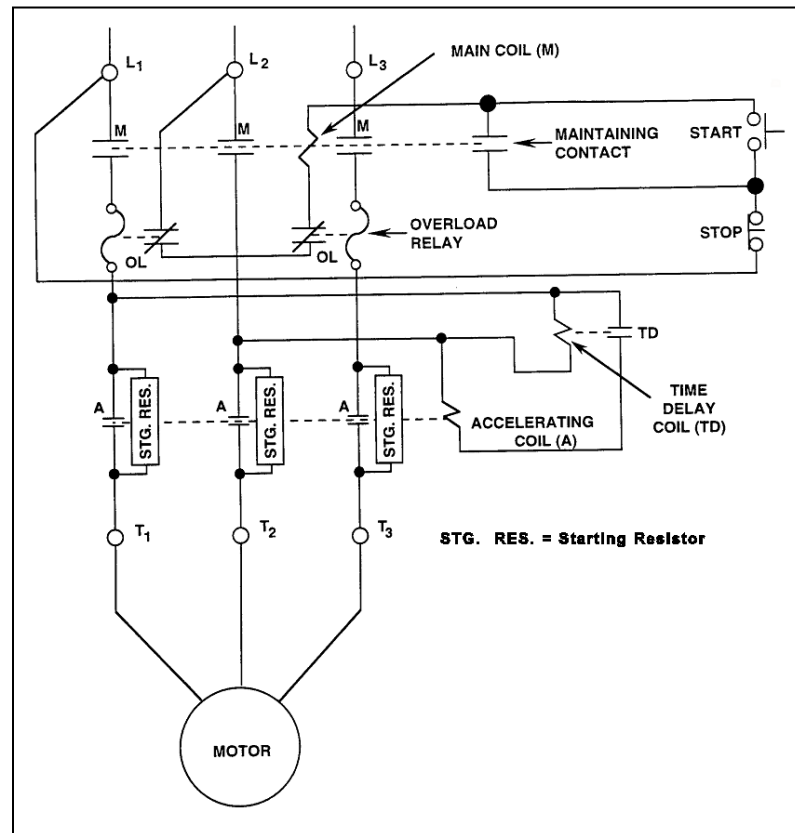 L1
L2
L3
MAIN COIL (M)
M
M
M
MAINTAINING
CONTACT
START
STOP
OVERLOAD
RELAY
OL
OL
TD
TIME
DELAY
COIL (TD)
A
STG. RES.
A
STG. RES.
A
STG. RES.
ACCELERATING
COIL (A)
T1
T2
T3
STG. RES. = Starting Resistor
MOTOR